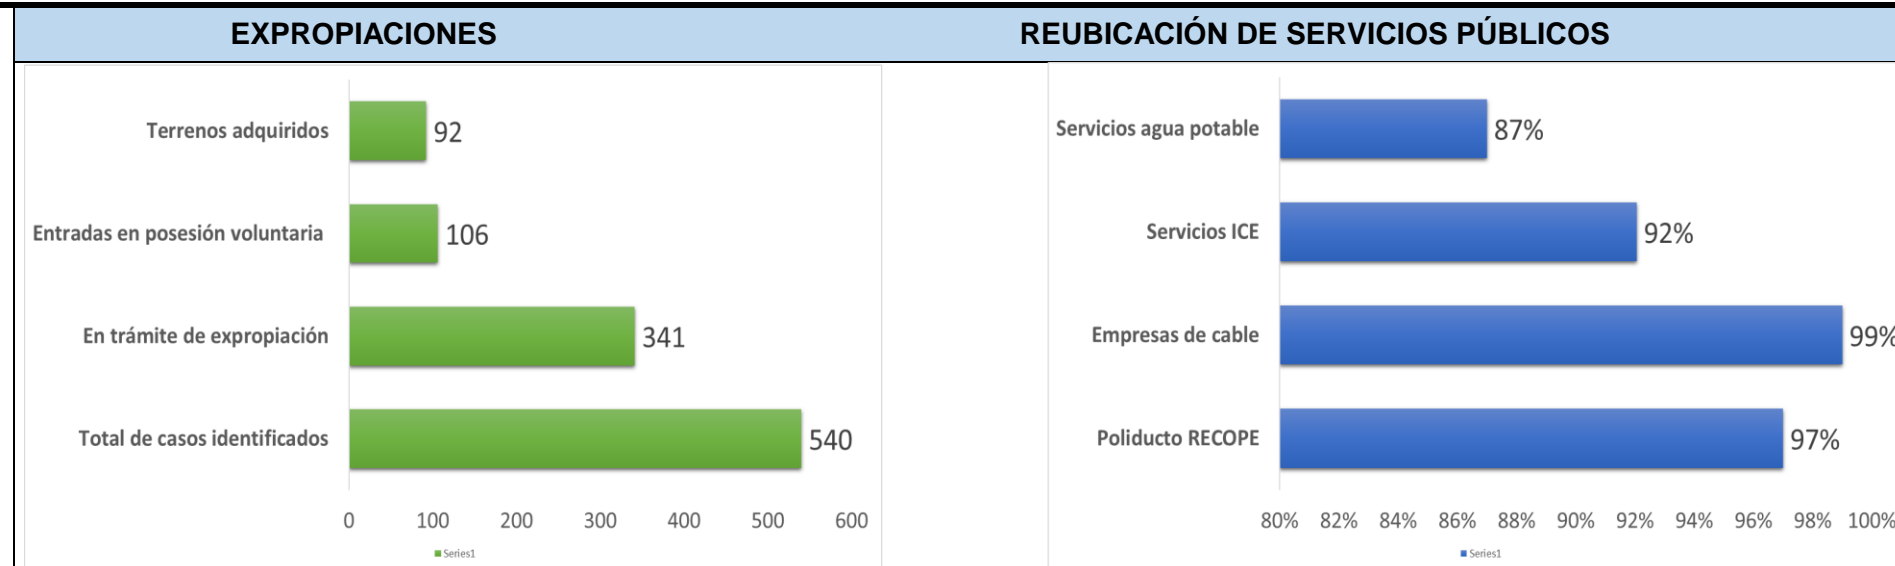 EXPROPIACIONES
REUBICACIÓN DE SERVICIOS PÚBLICOS
Terrenos adquiridos
92
Entradas en posesión voluntaria
106
En trámite de expropiación
341
Total de casos identificados
540
0 100 200 300 400 500 600
Series1
Servicios agua potable
87%
Servicios ICE
92%
Empresas de cable
99%
Poliducto RECOPE
97%
80% 82% 84% 86% 88% 90% 92% 94% 96% 98% 100%
Series1